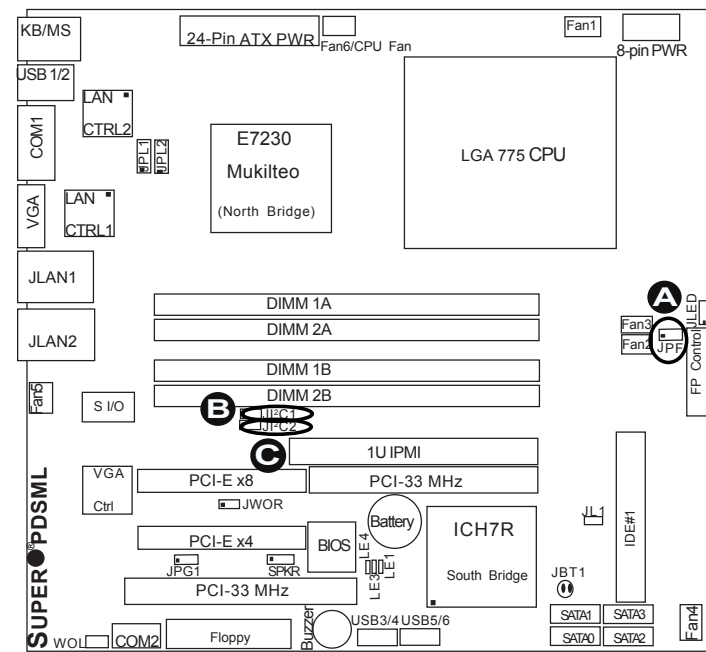 KB/MS
24-Pin ATX PWR
Fan6/CPU Fan
Fan1
8-pin PWR
USB 1/2
LAN
CTRL2
COM1
JPL1
JPL2
E7230
Mukilteo
(North Bridge)
LGA 775 CPU
VGA
LAN
CTRL1
JLAN1
JLAN2
DIMM 1A
DIMM 2A
DIMM 1B
DIMM 2B
A
JLED
Fan3
Fan2
JPF
FP Control
Fan5
S I/O
B
JI²C1
JI²C2
C
1U IPMI
VGA
Ctrl
PCI-E x8
PCI-33 MHz
JWOR
Battery
ICH7R
South Bridge
JL1
IDE#1
PCI-E x4
BIOS
LE4
LE3
LE1
JPG1
SPKR
JBT1
PCI-33 MHz
SUPER ® PDSML
Buzzer
USB3/4
USB5/6
SATA1
SATA3
SATA0
SATA2
Fan4
WOL
COM2
Floppy